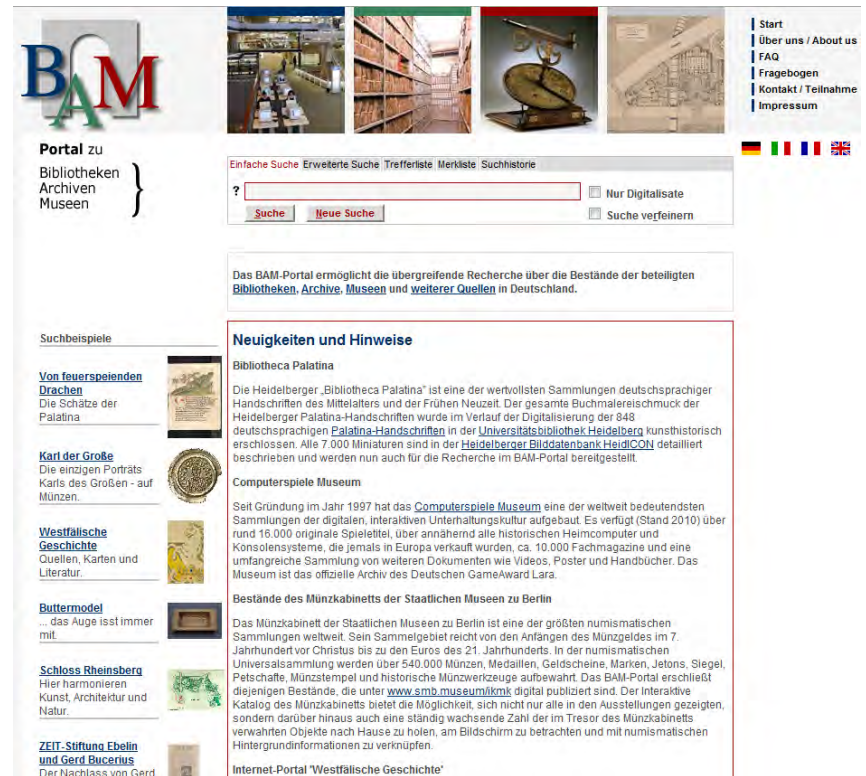 BAM
Portal zu
Bibliotheken
Archiven
Museen
Start
Über uns / About us
FAQ
Fragebogen
Kontakt / Teilnahme
Impressum
Einfache Suche Erweiterte Suche Trefferliste Merkliste Suchhistorie
?
Nur Digitalisate
Suche Neue Suche
Suche verfeinern
Das BAM-Portal ermöglicht die übergreifende Recherche über die Bestände der beteiligten
Bibliotheken, Archive, Museen und weiterer Quellen in Deutschland.
Suchbeispiele
Von feuerspeienden
Drachen
Die Schätze der
Palatina
Karl der Große
Die einzigen Porträts
Karls des Großen - auf
Münzen.
Westfälische
Geschichte
Quellen, Karten und
Literatur.
Buttermodel
... das Auge isst immer
mit.
Schloss Rheinsberg
Hier harmonieren
Kunst, Architektur und
Natur.
ZEIT-Stiftung Ebelin
und Gerd Bucerius
Der Nachlass von Gerd
Neuigkeiten und Hinweise
Bibliotheca Palatina
Die Heidelberger „Bibliotheca Palatina" ist eine der wertvollsten Sammlungen deutschsprachiger
Handschriften des Mittelalters und der Frühen Neuzeit. Der gesamte Buchmalereischmuck der
Heidelberger Palatina-Handschriften wurde im Verlauf der Digitalisierung der 848
deutschsprachigen Palatina-Handschriften in der Universitätsbibliothek Heidelberg kunsthistorisch
erschlossen. Alle 7.000 Miniaturen sind in der Heidelberger Bilddatenbank HeidICON detailliert
beschrieben und werden nun auch für die Recherche im BAM-Portal bereitgestellt.
Computerspiele Museum
Seit Gründung im Jahr 1997 hat das Computerspiele Museum eine der weltweit bedeutendsten
Sammlungen der digitalen, interaktiven Unterhaltungskultur aufgebaut. Es verfügt (Stand 2010) über
rund 16.000 originale Spieletitel, über annähernd alle historischen Heimcomputer und
Konsolensysteme, die jemals in Europa verkauft wurden, ca. 10.000 Fachmagazine und eine
umfangreiche Sammlung von weiteren Dokumenten wie Videos, Poster und Handbücher. Das
Museum ist das offizielle Archiv des Deutschen GameAward Lara.
Bestände des Münzkabinetts der Staatlichen Museen zu Berlin
Das Münzkabinett der Staatlichen Museen zu Berlin ist eine der größten numismatischen
Sammlungen weltweit. Sein Sammelgebiet reicht von den Anfängen des Münzgeldes im 7.
Jahrhundert vor Christus bis zu den Euros des 21. Jahrhunderts. In der numismatischen
Universalsammlung werden über 540.000 Münzen, Medaillen, Geldscheine, Marken, Jetons, Siegel,
Petschafte, Münzstempel und historische Münzwerkzeuge aufbewahrt. Das BAM-Portal erschließt
diejenigen Bestände, die unter www.smb.museum/ikmk digital publiziert sind. Der Interaktive
Katalog des Münzkabinetts bietet die Möglichkeit, sich nicht nur alle in den Ausstellungen gezeigten,
sondern darüber hinaus auch eine ständig wachsende Zahl der im Tresor des Münzkabinetts
verwahrten Objekte nach Hause zu holen, am Bildschirm zu betrachten und mit numismatischen
Hintergrundinformationen zu verknüpfen.
Internet-Portal 'Westfälische Geschichte'